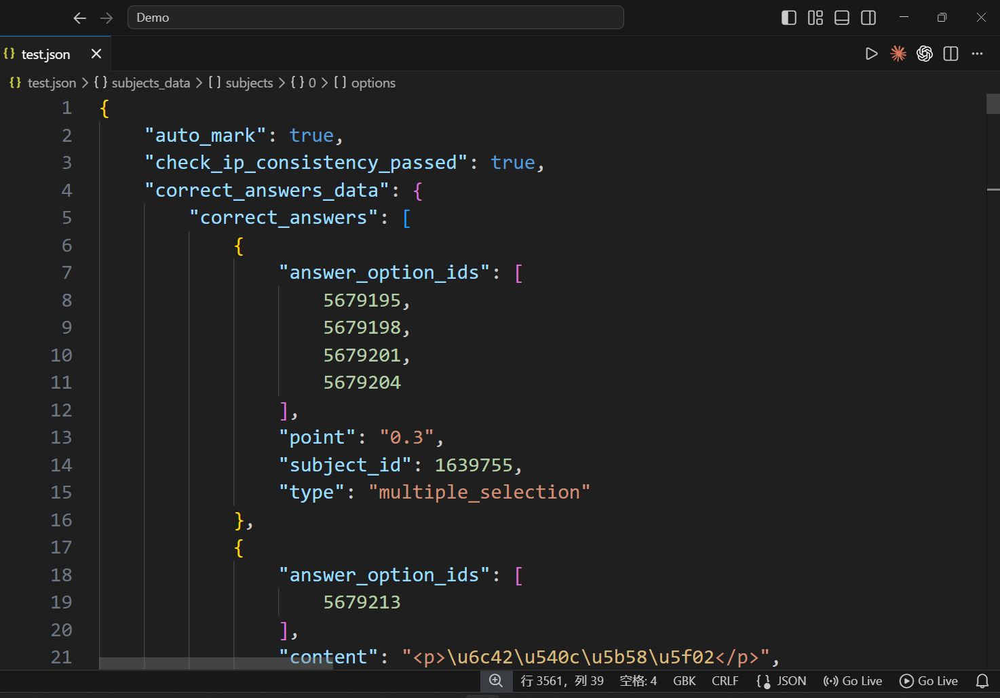 Demo
{} test.json
{} test.json > {} subjects_data > [] subjects > {} 0 > [] options
1 {
2 "auto_mark": true,
3 "check_ip_consistency_passed": true,
4 "correct_answers_data": {
5 "correct_answers": [
6 {
7 "answer_option_ids": [
8 5679195,
9 5679198,
10 5679201,
11 5679204
12 ],
13 "point": "0.3",
14 "subject_id": 1639755,
15 "type": "multiple_selection"
16 },
17 {
18 "answer_option_ids": [
19 5679213
20 ],
21 "content": "<p>\u6c42\u540c\u5b58\u5f02</p>",
行 3561，列 39 空格: 4 GBK CRLF {} JSON Go Live Go Live